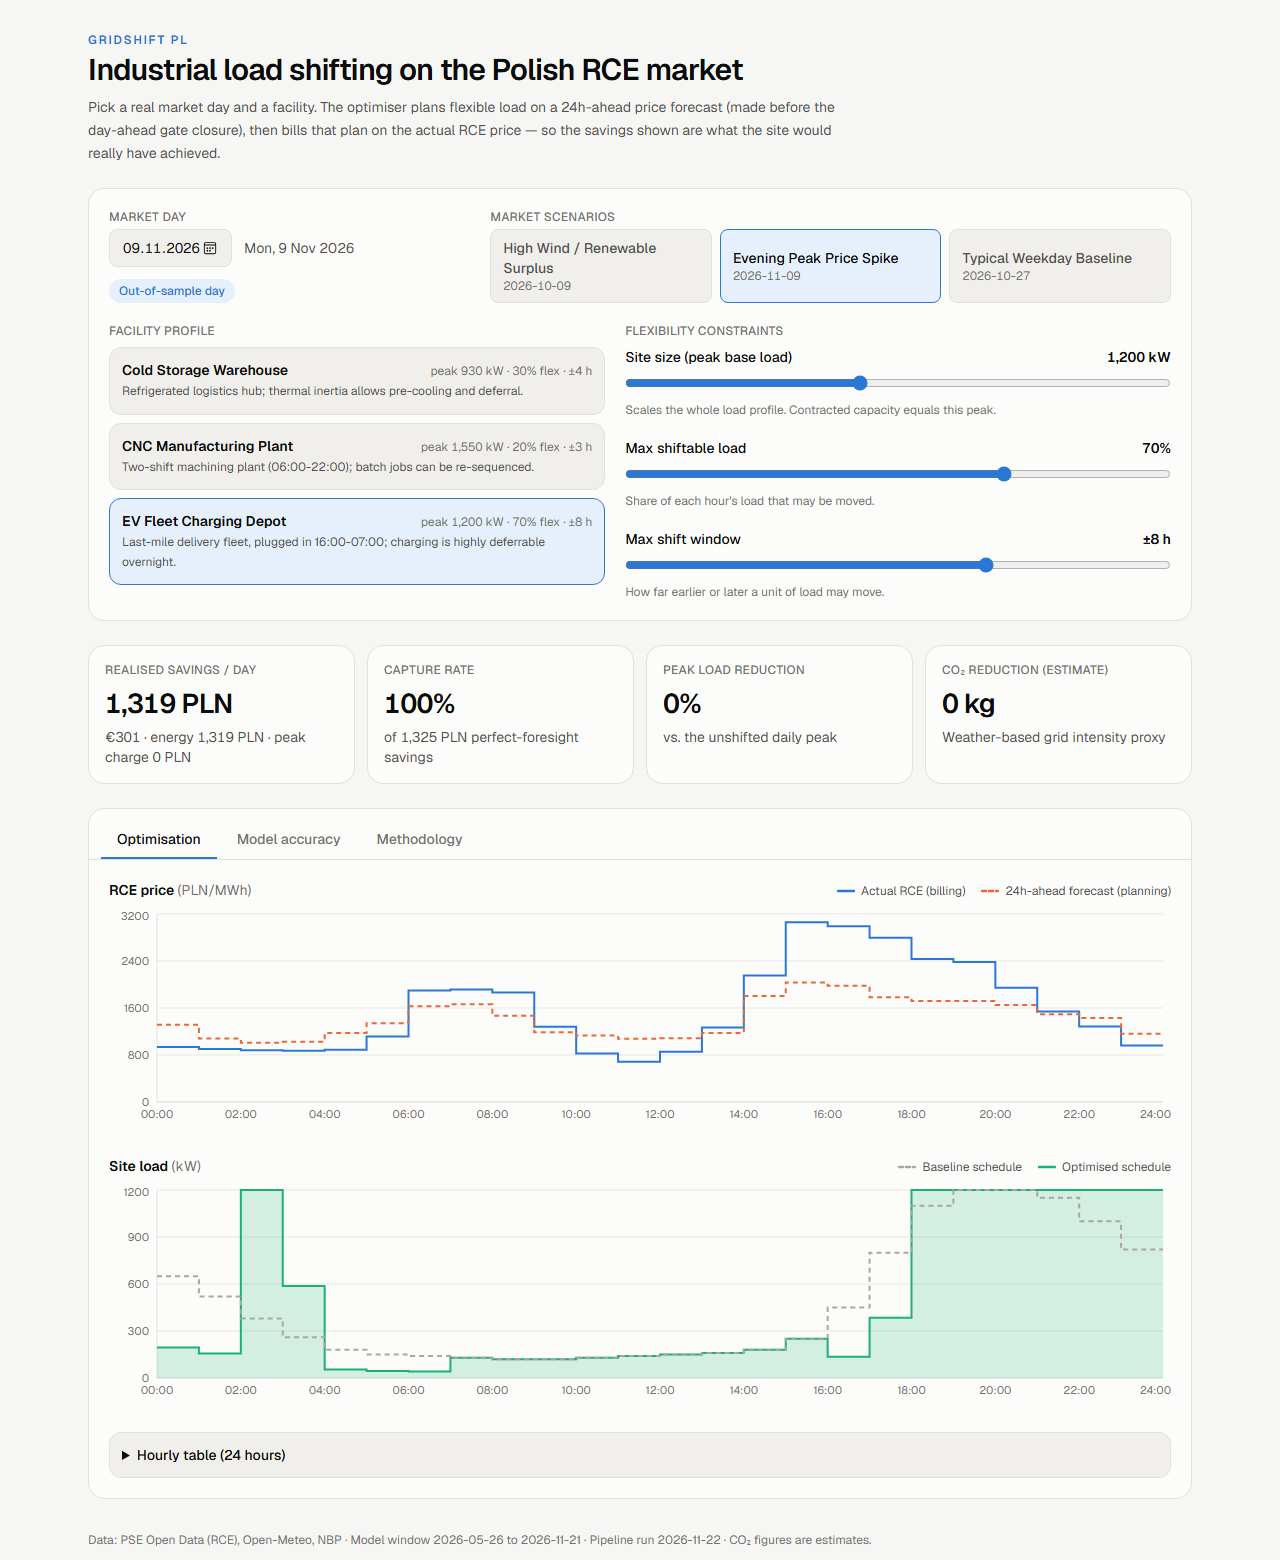 GRIDSHIFT PL
Industrial load shifting on the Polish RCE market
Pick a real market day and a facility. The optimiser plans flexible load on a 24h-ahead price forecast (made before the
day-ahead gate closure), then bills that plan on the actual RCE price — so the savings shown are what the site would
really have achieved.
MARKET DAY
09.11.2026
Mon, 9 Nov 2026
Out-of-sample day
MARKET SCENARIOS
High Wind / Renewable
Surplus
2026-10-09
Evening Peak Price Spike
2026-11-09
Typical Weekday Baseline
2026-10-27
FACILITY PROFILE
Cold Storage Warehouse
peak 930 kW · 30% flex · ±4 h
Refrigerated logistics hub; thermal inertia allows pre-cooling and deferral.
CNC Manufacturing Plant
peak 1,550 kW · 20% flex · ±3 h
Two-shift machining plant (06:00-22:00); batch jobs can be re-sequenced.
EV Fleet Charging Depot
peak 1,200 kW · 70% flex · ±8 h
Last-mile delivery fleet, plugged in 16:00-07:00; charging is highly deferrable
overnight.
FLEXIBILITY CONSTRAINTS
Site size (peak base load)
1,200 kW
Scales the whole load profile. Contracted capacity equals this peak.
Max shiftable load
70%
Share of each hour's load that may be moved.
Max shift window
±8 h
How far earlier or later a unit of load may move.
REALISED SAVINGS / DAY
1,319 PLN
€301 · energy 1,319 PLN · peak
charge 0 PLN
CAPTURE RATE
100%
of 1,325 PLN perfect-foresight
savings
PEAK LOAD REDUCTION
0%
vs. the unshifted daily peak
CO₂ REDUCTION (ESTIMATE)
0 kg
Weather-based grid intensity proxy
Optimisation
Model accuracy
Methodology
RCE price (PLN/MWh)
Actual RCE (billing)
24h-ahead forecast (planning)
3200
2400
1600
800
0
00:00
02:00
04:00
06:00
08:00
10:00
12:00
14:00
16:00
18:00
20:00
22:00
24:00
Site load (kW)
Baseline schedule
Optimised schedule
1200
900
600
300
0
00:00
02:00
04:00
06:00
08:00
10:00
12:00
14:00
16:00
18:00
20:00
22:00
24:00
Hourly table (24 hours)
Data: PSE Open Data (RCE), Open-Meteo, NBP · Model window 2026-05-26 to 2026-11-21 · Pipeline run 2026-11-22 · CO₂ figures are estimates.